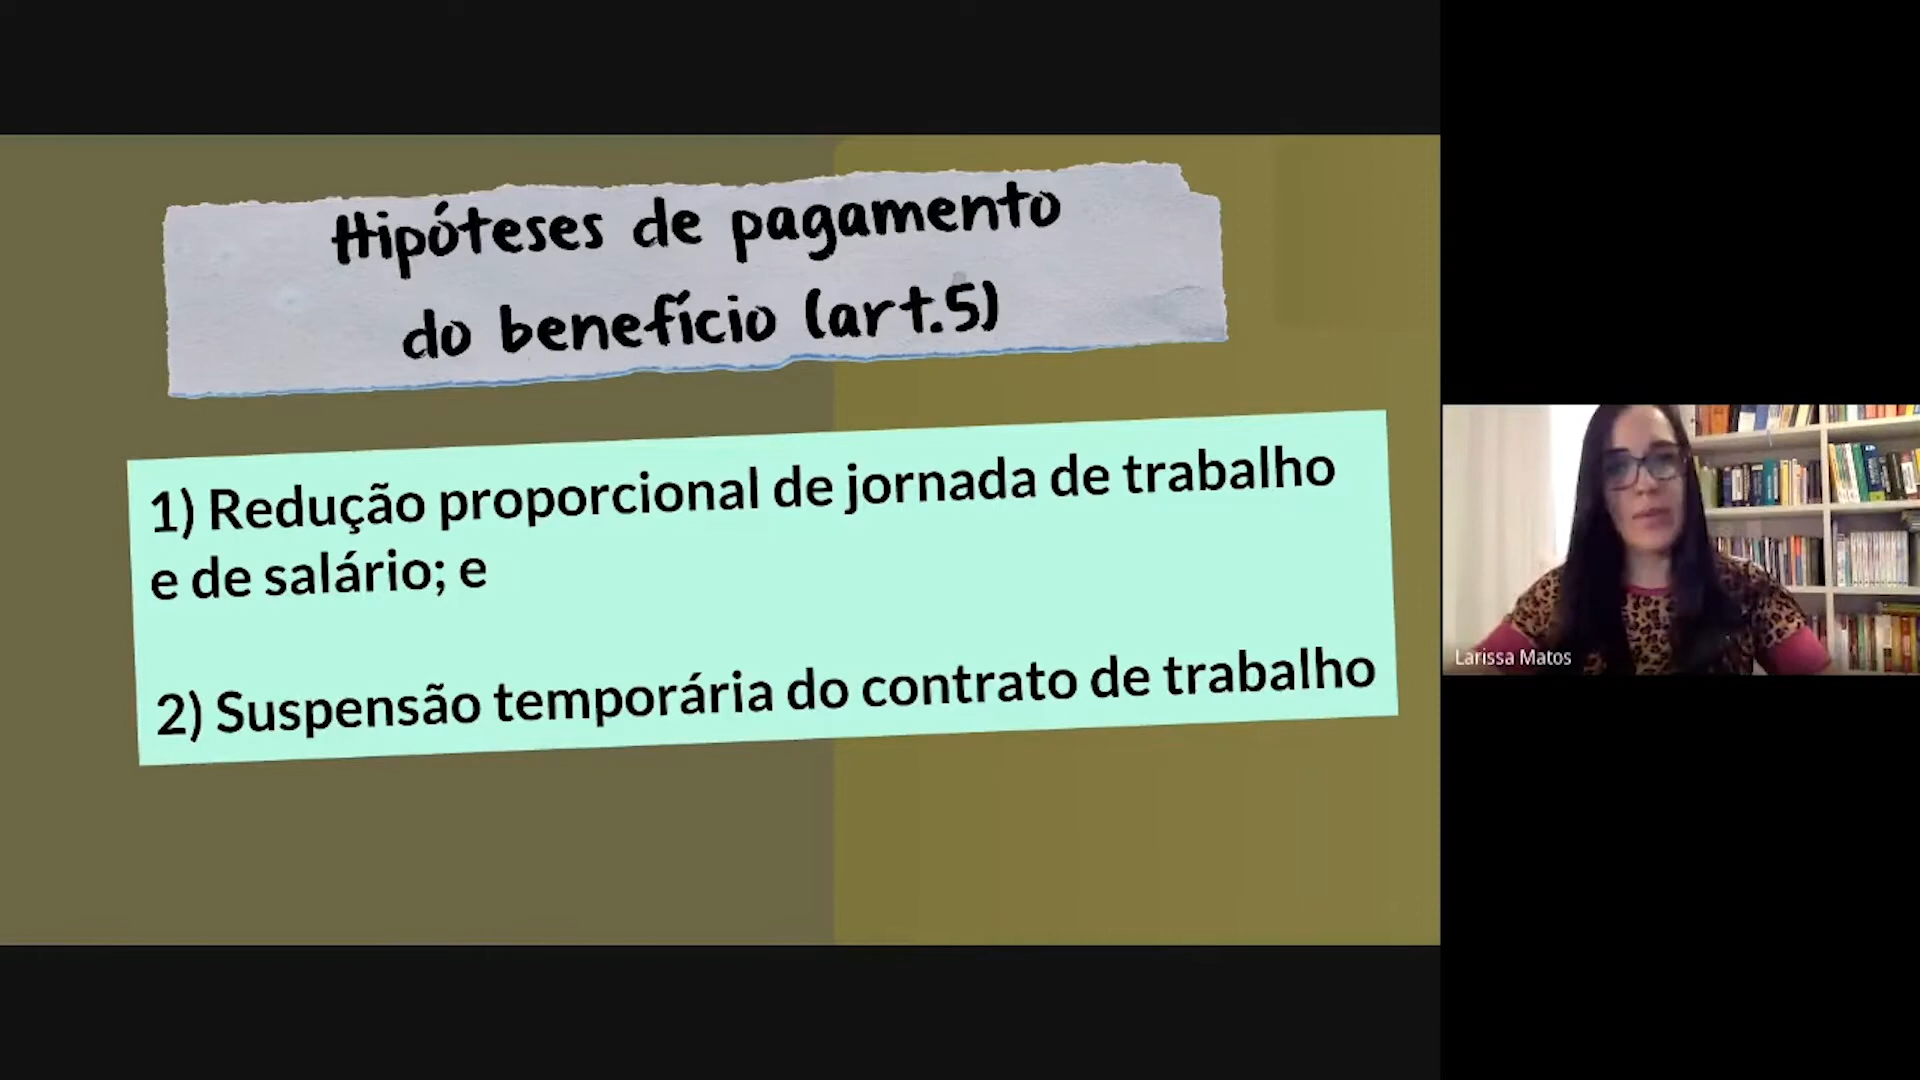 Hipóteses de pagamento
do benefício (art.5)
1) Redução proporcional de jornada de trabalho
e de salário; e
2) Suspensão temporária do contrato de trabalho
Larissa Matos